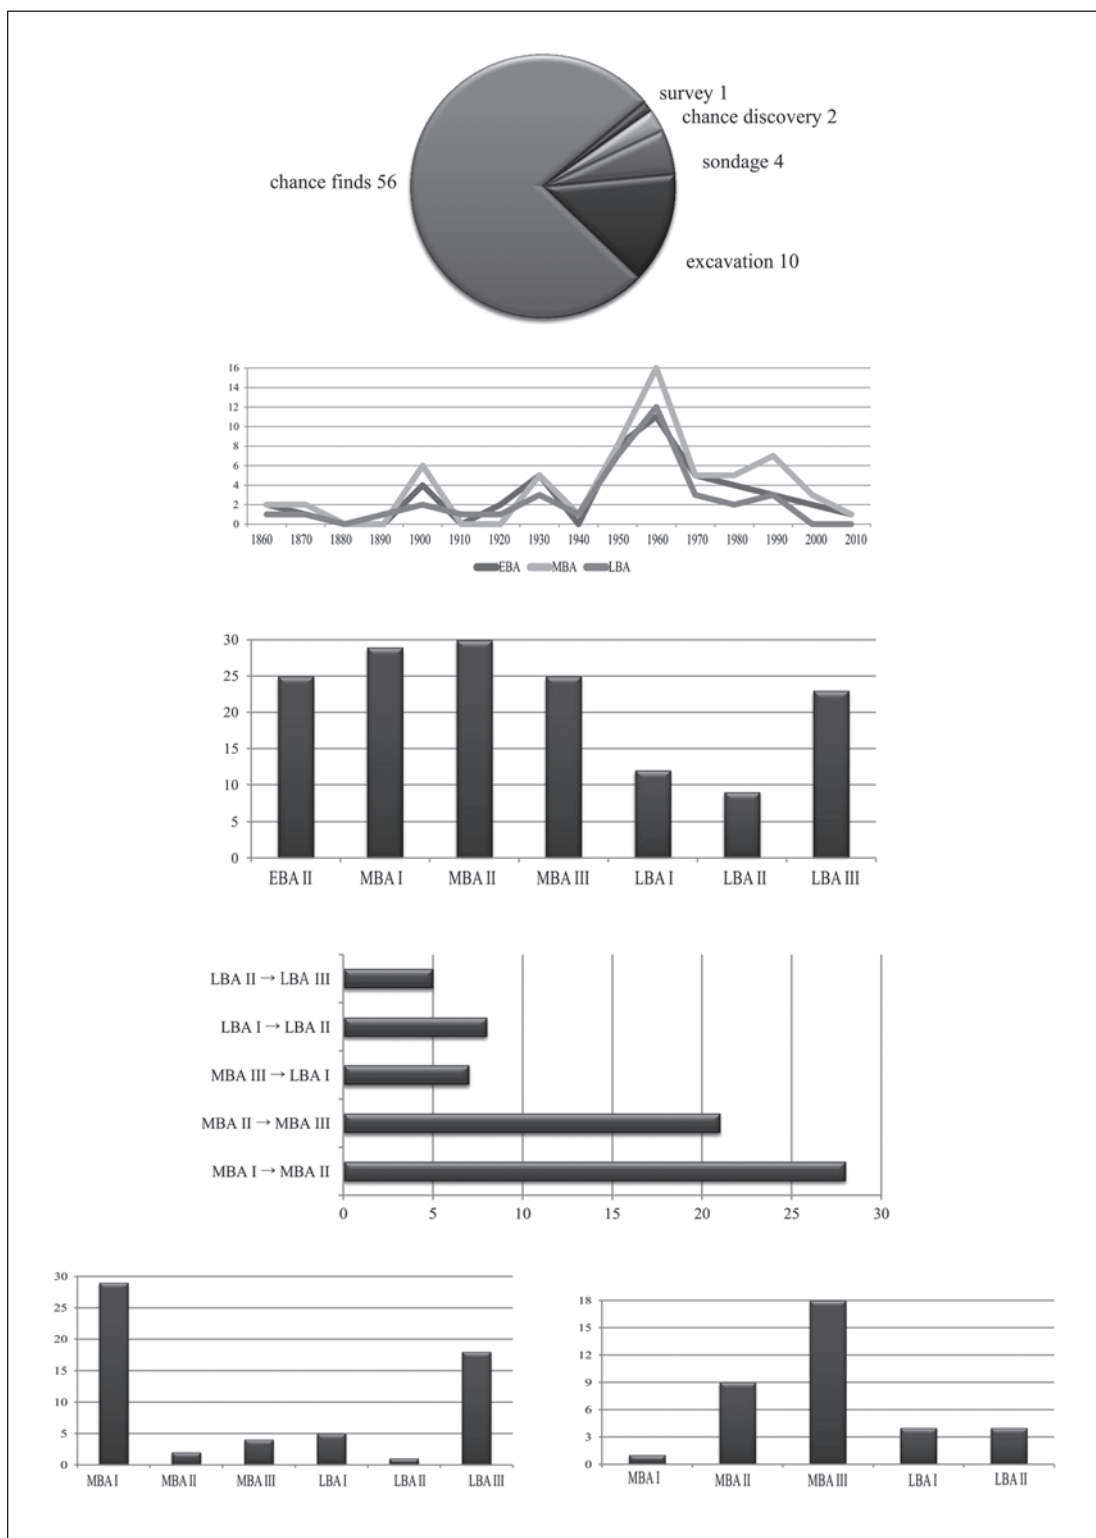 survey 1
chance discovery 2
sondage 4
chance finds 56
excavation 10
16
14
12
10
8
6
4
2
0
1860 1870 1880 1890 1900 1910 1920 1930 1940 1950 1960 1970 1980 1990 2000 2010
EBA MBA LBA
30
25
20
15
10
5
0
EBA II MBA I MBA II MBA III LBA I LBA II LBA III
LBA II → LBA III
LBA I → LBA II
MBA III → LBA I
MBA II → MBA III
MBA I → MBA II
0 5 10 15 20 25 30
30
25
20
15
10
5
0
MBA I MBA II MBA III LBA I LBA II LBA III
18
15
12
9
6
3
0
MBA I MBA II MBA III LBA I LBA II